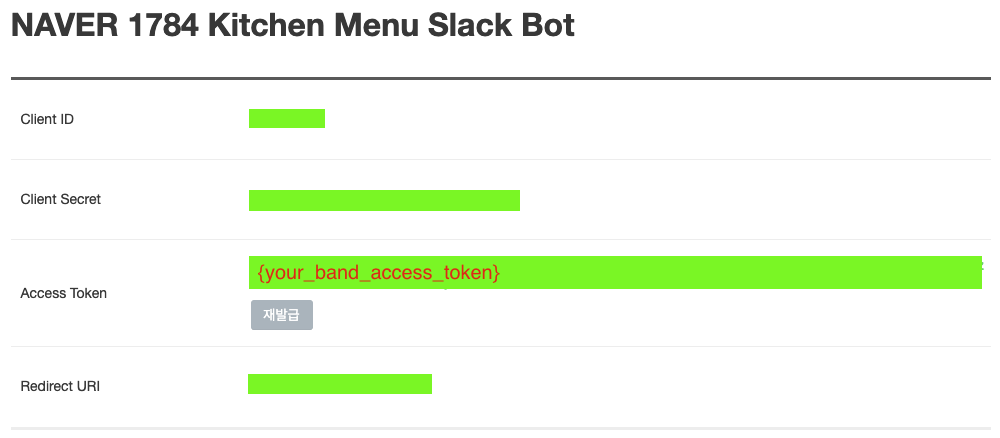 NAVER 1784 Kitchen Menu Slack Bot
Client ID
Client Secret
Access Token
{your_band_access_token}
재발급
Redirect URI